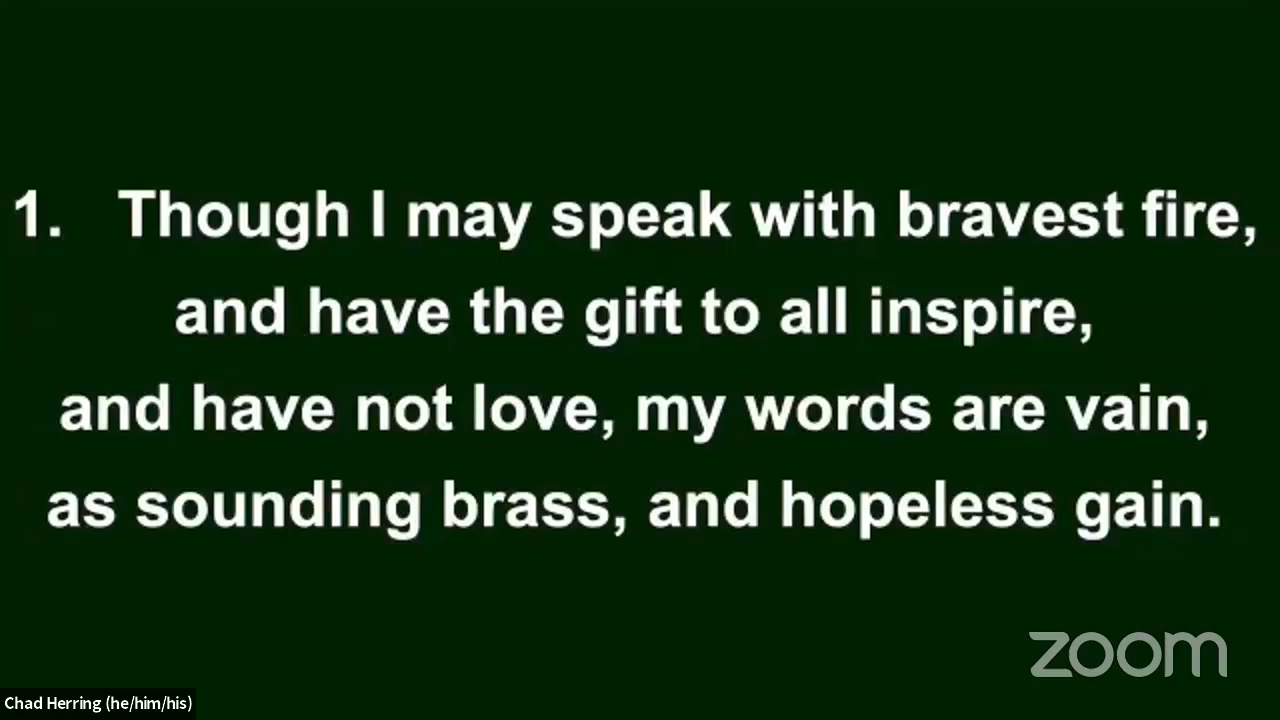 1. Though I may speak with bravest fire,
and have the gift to all inspire,
and have not love, my words are vain,
as sounding brass, and hopeless gain.
zoom
Chad Herring (he/him/his)